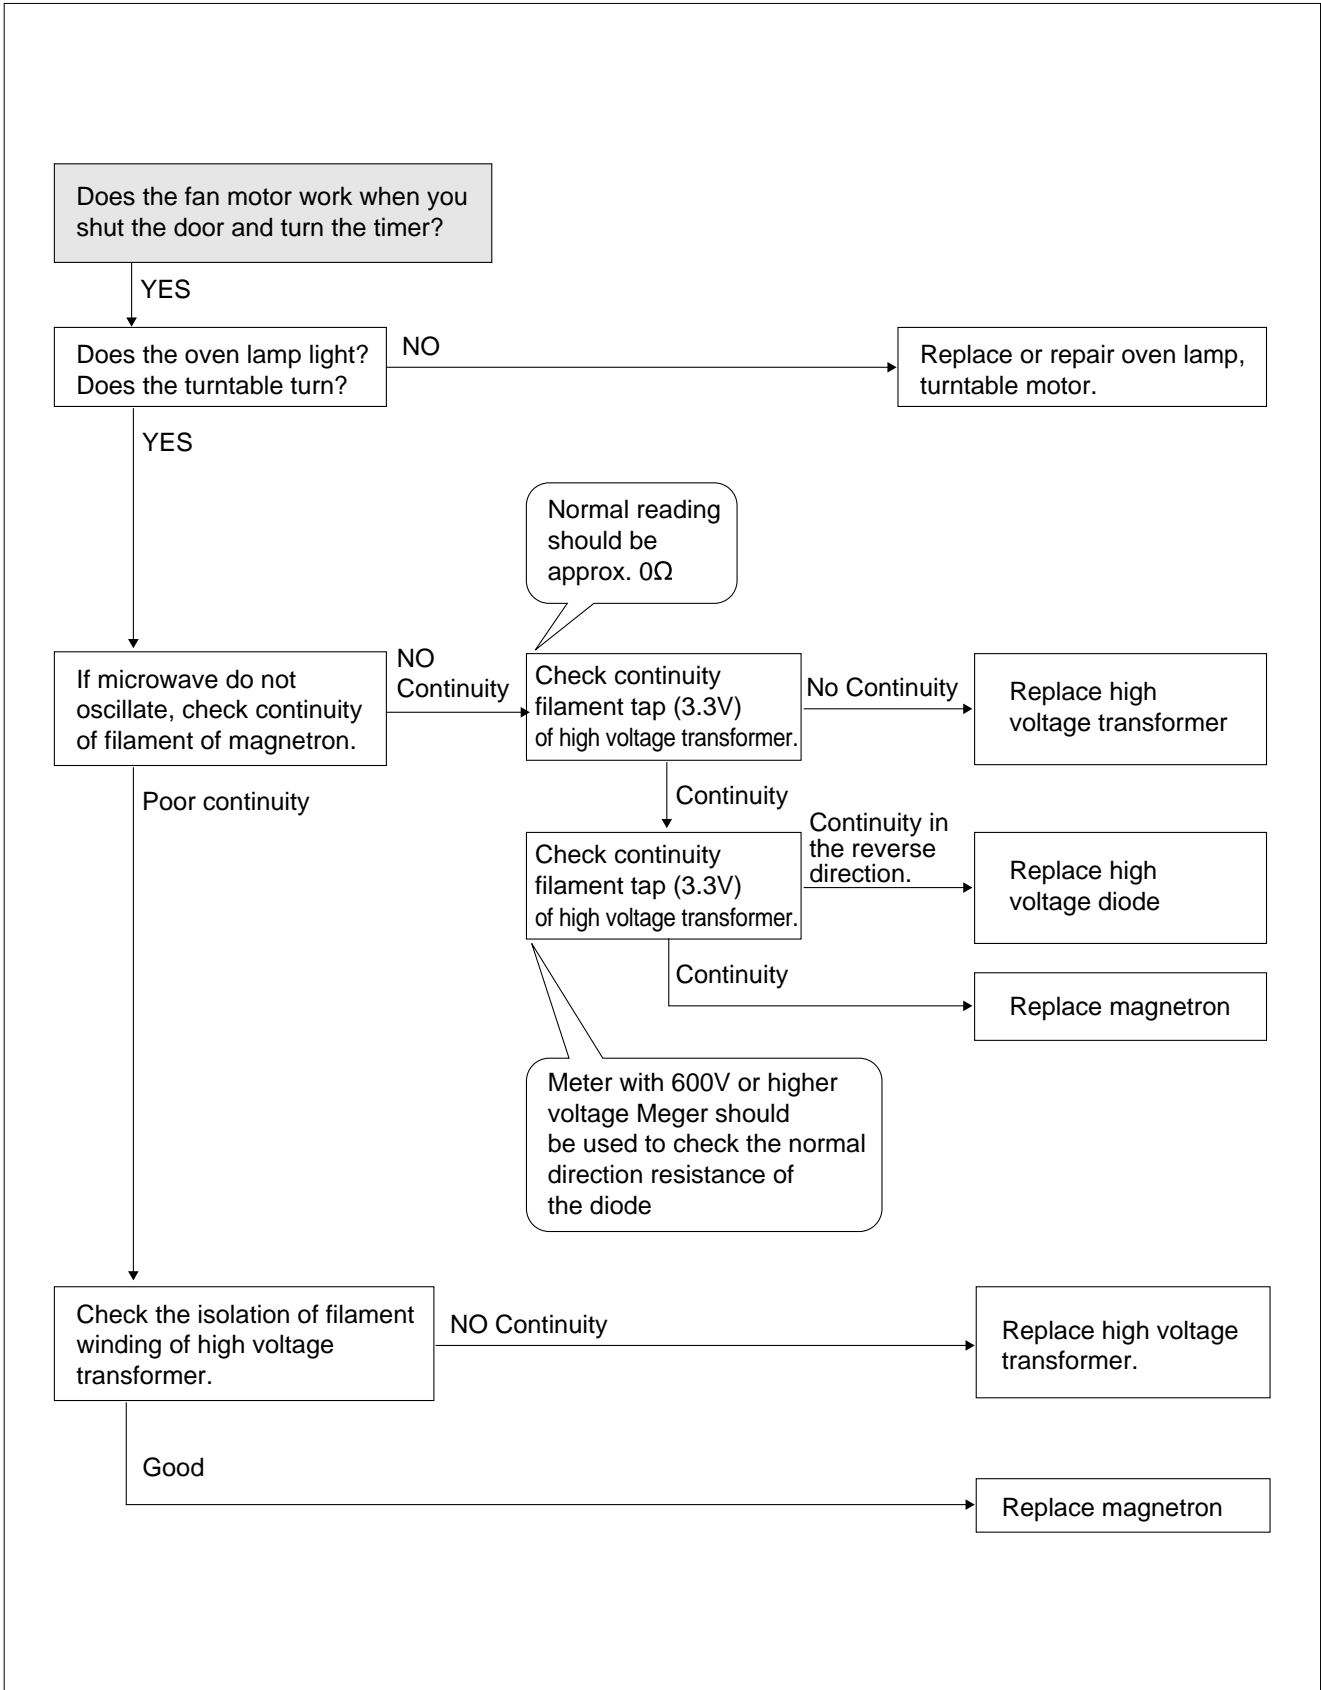 Does the fan motor work when you
shut the door and turn the timer?
YES
Does the oven lamp light?
Does the turntable turn?
NO
Replace or repair oven lamp,
turntable motor.
YES
Normal reading
should be
approx. 0Ω
If microwave do not
oscillate, check continuity
of filament of magnetron.
NO
Continuity
Check continuity
filament tap (3.3V)
of high voltage transformer.
No Continuity
Replace high
voltage transformer
Poor continuity
Continuity
Check continuity
filament tap (3.3V)
of high voltage transformer.
Continuity in
the reverse
direction.
Replace high
voltage diode
Continuity
Replace magnetron
Meter with 600V or higher
voltage Meger should
be used to check the normal
direction resistance of
the diode
Check the isolation of filament
winding of high voltage
transformer.
NO Continuity
Replace high voltage
transformer.
Good
Replace magnetron